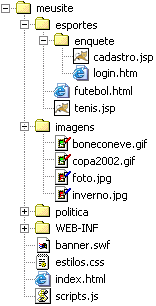 meusite
esportes
enquete
cadastro.jsp
login.htm
futebol.html
tenis.jsp
imagens
boneconeve.gif
copa2002.gif
foto.jpg
inverno.jpg
politica
WEB-INF
banner.swf
estilos.css
index.html
scripts.js